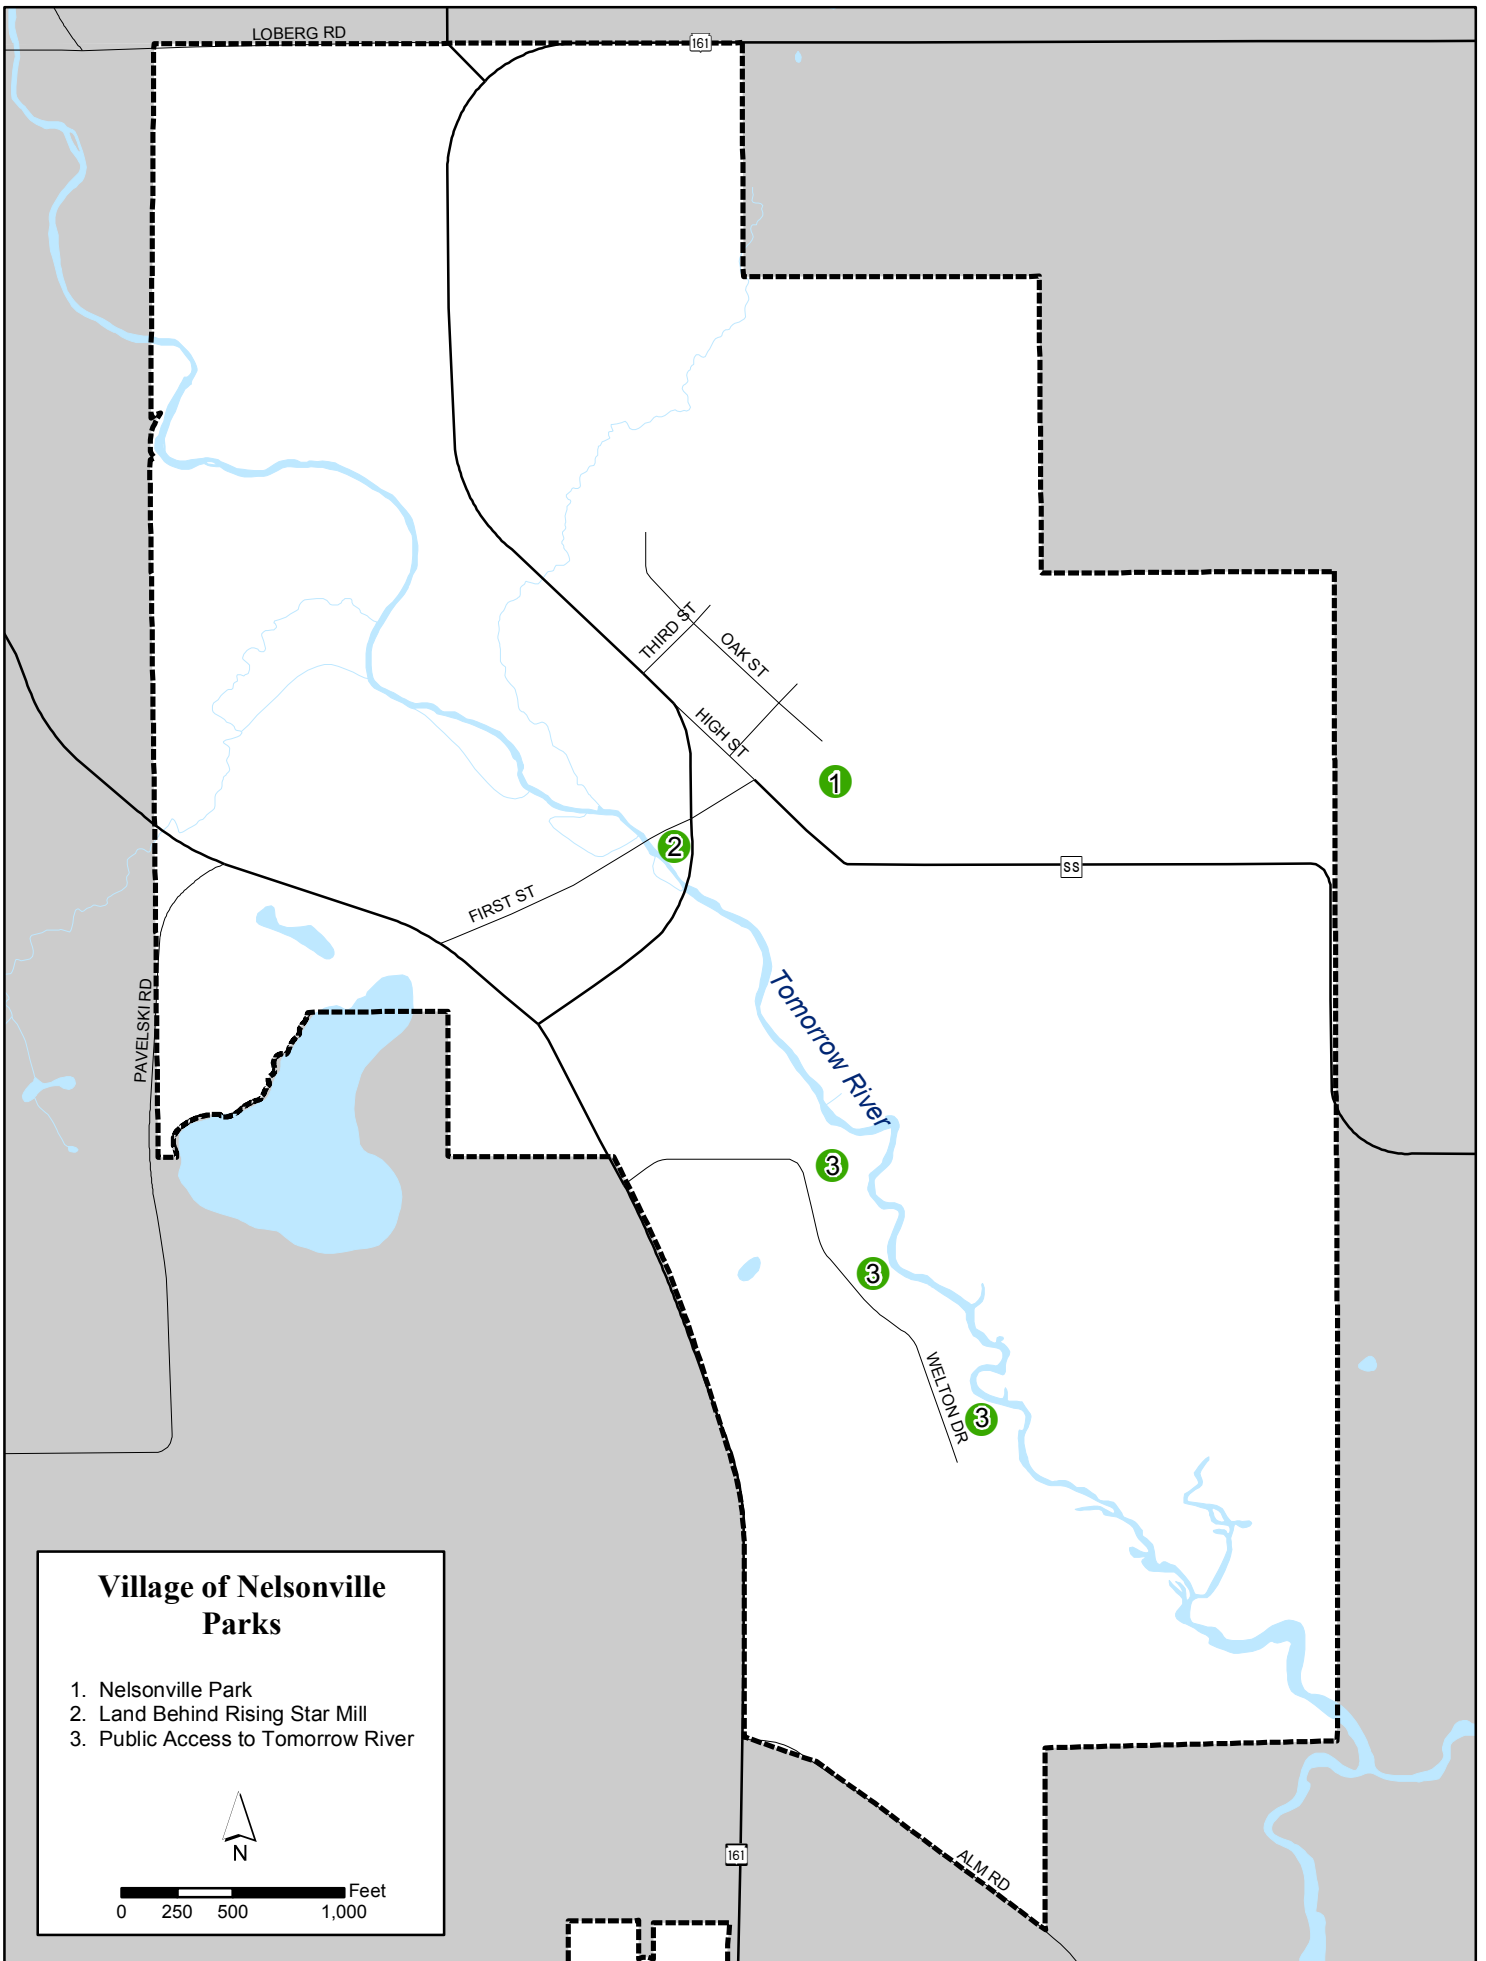 LOBERG RD
161
THIRD ST
OAK ST
HIGH ST
1
2
SS
FIRST ST
Tomorrow River
PAVELSKI RD
3
3
WELTON DR
3
Village of Nelsonville
Parks
1. Nelsonville Park
2. Land Behind Rising Star Mill
3. Public Access to Tomorrow River
N
Feet
0 250 500 1,000
161
ALM RD